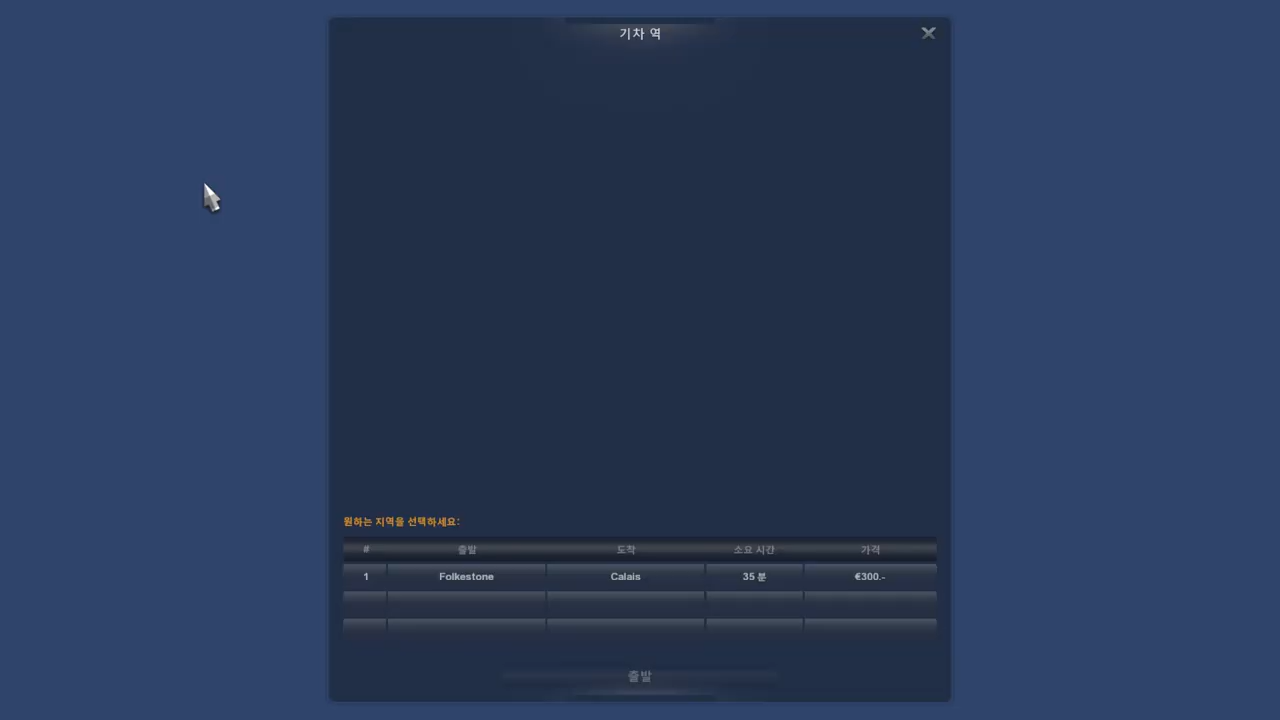 기차 역
원하는 지역을 선택하세요:
# 출발 도착 소요 시간 가격
1 Folkestone Calais 35 분 €300.-
출발